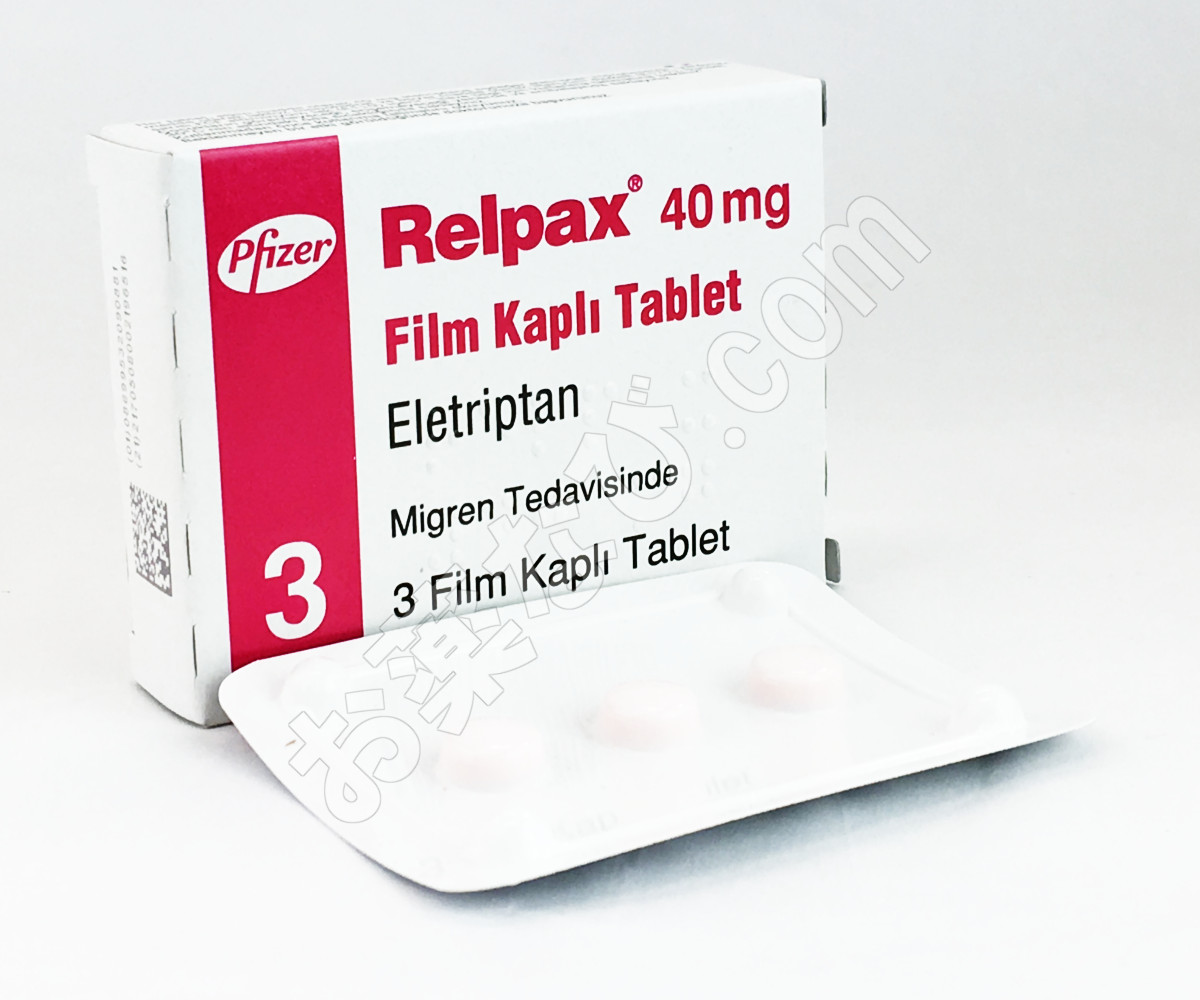 Pfizer
Relpax® 40 mg
Film Kaplı Tablet
Eletriptan
Migren Tedavisinde
3 Film Kaplı Tablet
3
お薬なび.com